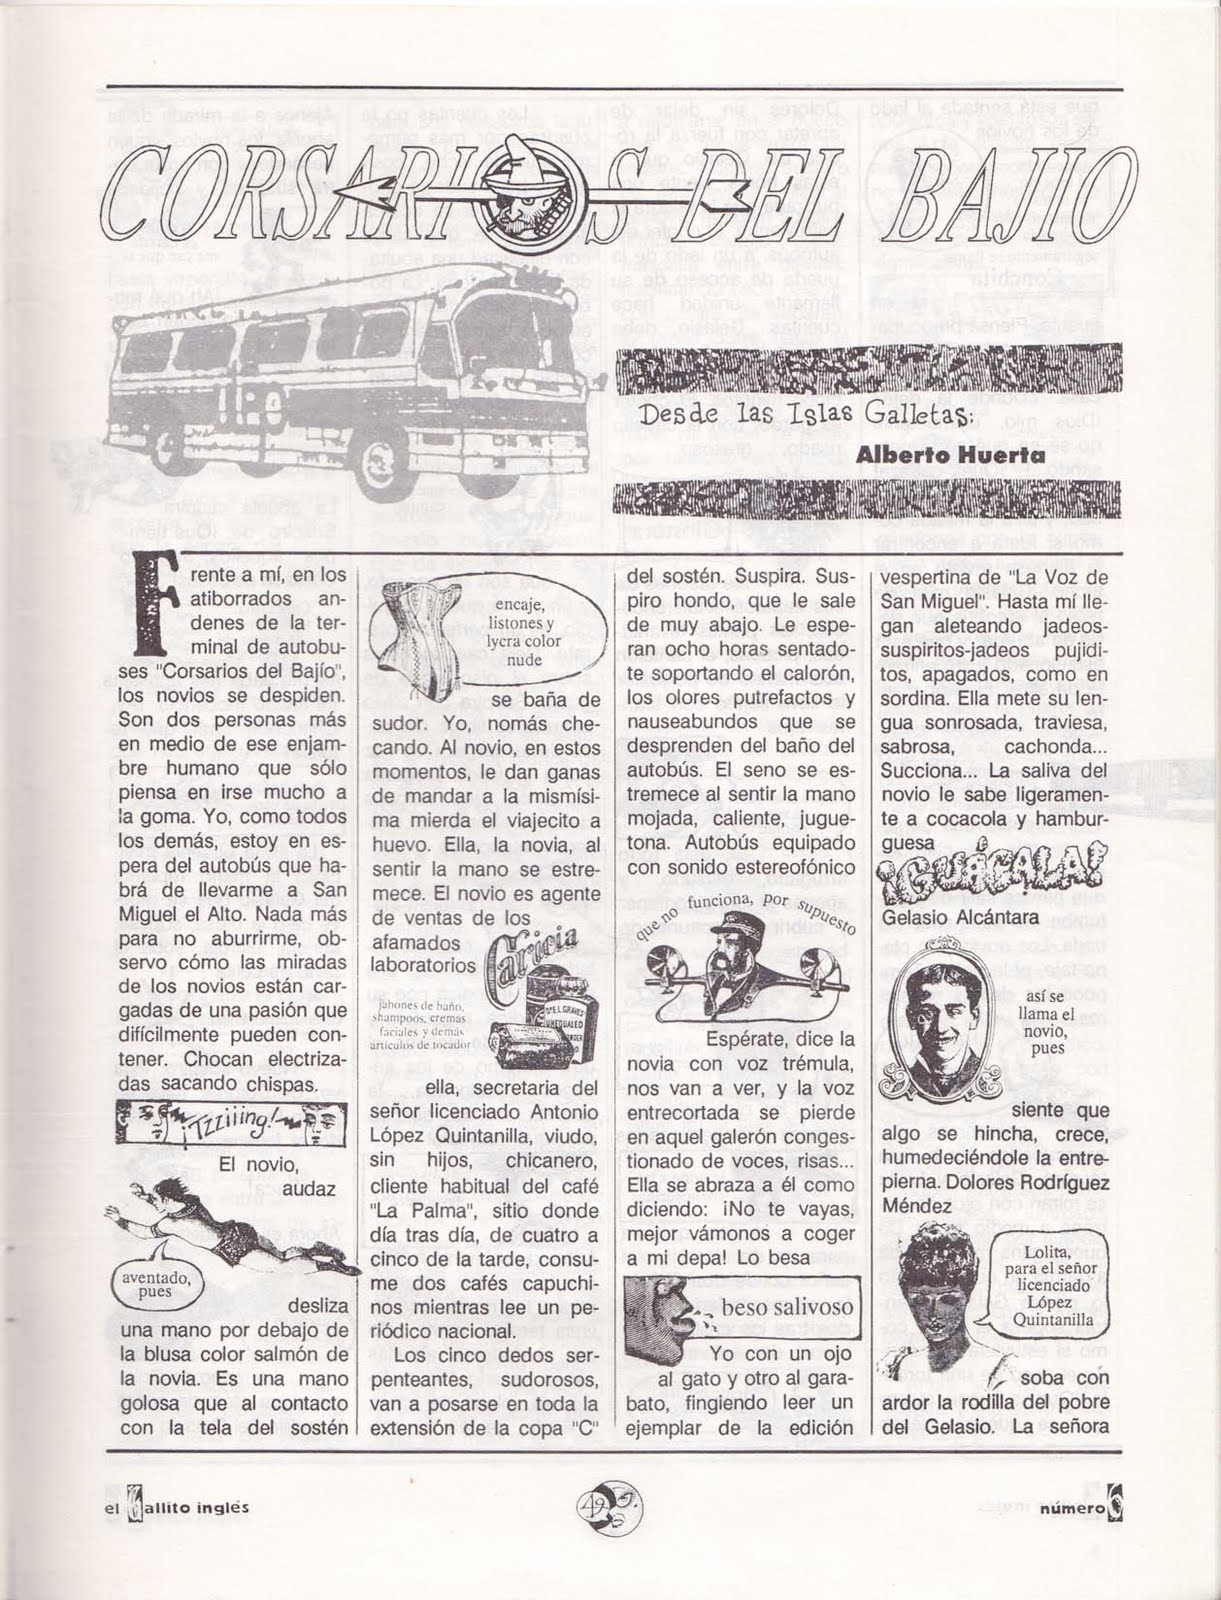 CORSARIOS DEL BAJIO
Desde las Islas Galletas:
Alberto Huerta
Frente a mí, en los
atiborrados an-
denes de la ter-
minal de autobu-
ses "Corsarios del Bajío",
los novios se despiden.
Son dos personas más
en medio de ese enjam-
bre humano que sólo
piensa en irse mucho a
la goma. Yo, como todos
los demás, estoy en es-
pera del autobús que ha-
brá de llevarme a San
Miguel el Alto. Nada más
para no aburrirme, ob-
servo cómo las miradas
de los novios están car-
gadas de una pasión que
difícilmente pueden con-
tener. Chocan electriza-
das sacando chispas.
¡Tzziiing!
El novio,
audaz
aventado,
pues
desliza
una mano por debajo de
la blusa color salmón de
la novia. Es una mano
golosa que al contacto
con la tela del sostén
encaje,
listones y
lycra color
nude
se baña de
sudor. Yo, nomás che-
cando. Al novio, en estos
momentos, le dan ganas
de mandar a la mismísi-
ma mierda el viajecito a
huevo. Ella, la novia, al
sentir la mano se estre-
mece. El novio es agente
de ventas de los
afamados
laboratorios
Caricia
jabones de baño,
shampoos, cremas
faciales y demás
artículos de tocador
ella, secretaria del
señor licenciado Antonio
López Quintanilla, viudo,
sin hijos, chicanero,
cliente habitual del café
"La Palma", sitio donde
día tras día, de cuatro a
cinco de la tarde, consu-
me dos cafés capuchi-
nos mientras lee un pe-
riódico nacional.
Los cinco dedos ser-
penteantes, sudorosos,
van a posarse en toda la
extensión de la copa "C"
del sostén. Suspira. Sus-
piro hondo, que le sale
de muy abajo. Le espe-
ran ocho horas sentado-
te soportando el calorón,
los olores putrefactos y
nauseabundos que se
desprenden del baño del
autobús. El seno se es-
tremece al sentir la mano
mojada, caliente, jugue-
tona. Autobús equipado
con sonido estereofónico
que no funciona, por supuesto
Espérate, dice la
novia con voz trémula,
nos van a ver, y la voz
entrecortada se pierde
en aquel galerón conges-
tionado de voces, risas...
Ella se abraza a él como
diciendo: ¡No te vayas,
mejor vámonos a coger
a mi depa! Lo besa
beso salivoso
Yo con un ojo
al gato y otro al gara-
bato, fingiendo leer un
ejemplar de la edición
vespertina de "La Voz de
San Miguel". Hasta mí lle-
gan aleteando jadeos-
suspiritos-jadeos pujidi-
tos, apagados, como en
sordina. Ella mete su len-
gua sonrosada, traviesa,
sabrosa, cachonda...
Succiona... La saliva del
novio le sabe ligeramen-
te a cocacola y hambur-
guesa
¡GUÁCALA!
Gelasio Alcántara
así se
llama el
novio,
pues
siente que
algo se hincha, crece,
humedeciéndole la entre-
pierna. Dolores Rodríguez
Méndez
Lolita,
para el señor
licenciado
López
Quintanilla
soba con
ardor la rodilla del pobre
del Gelasio. La señora
el Gallito inglés
49
número 6